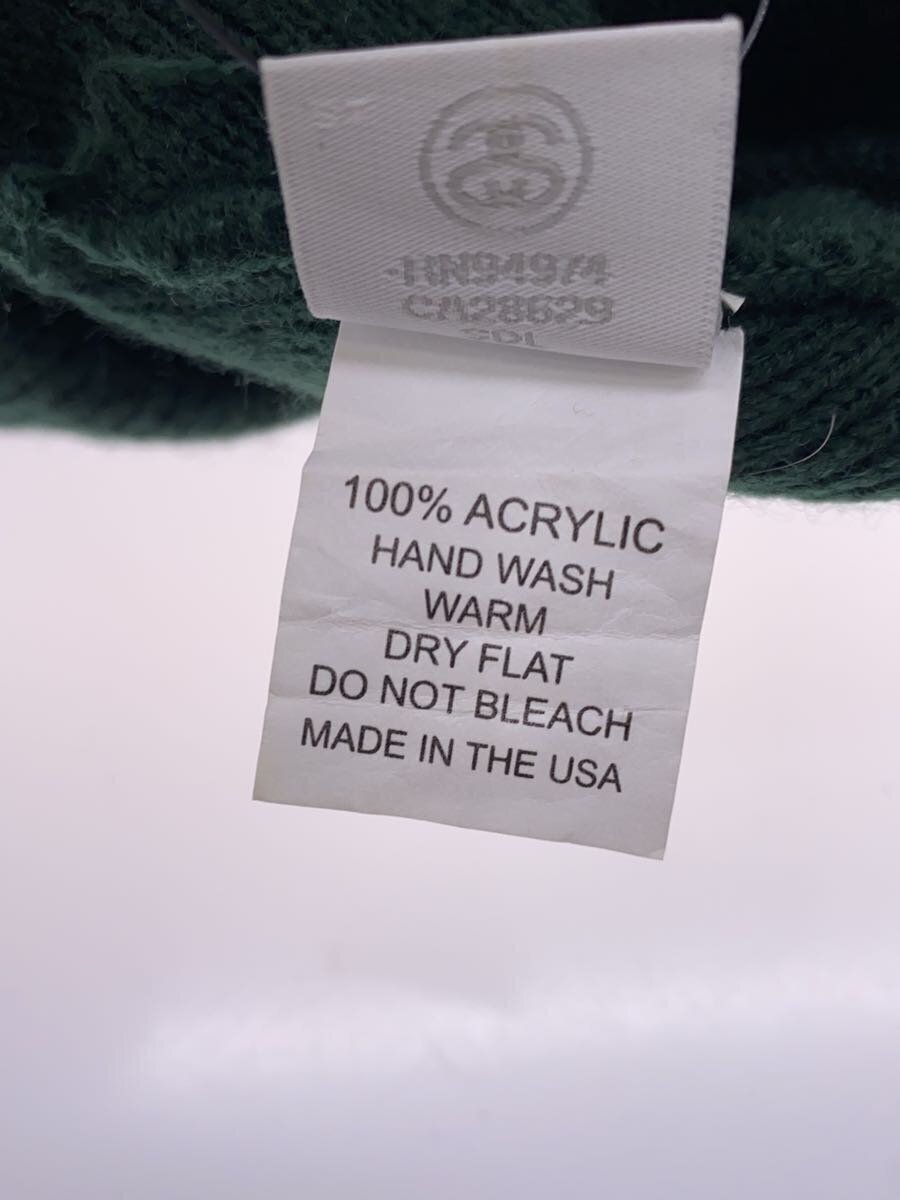 RN94974
CA28629
100% ACRYLIC
HAND WASH
WARM
DRY FLAT
DO NOT BLEACH
MADE IN THE USA